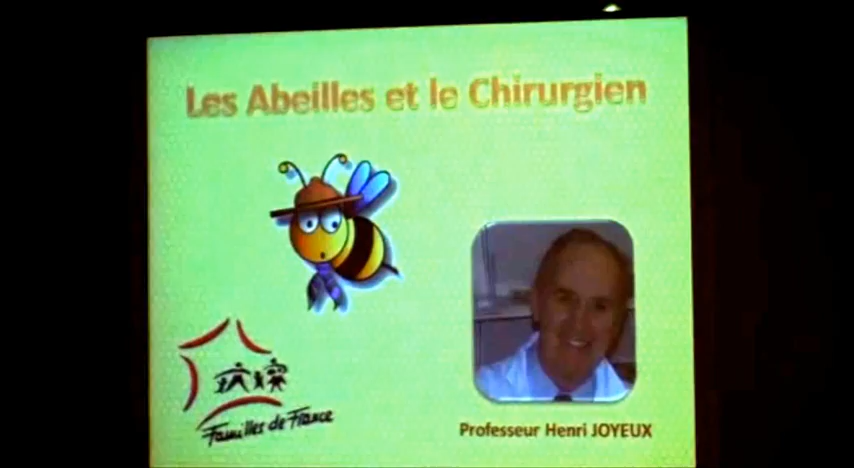 Les Abeilles et le Chirurgien
Familles de France
Professeur Henri JOYEUX